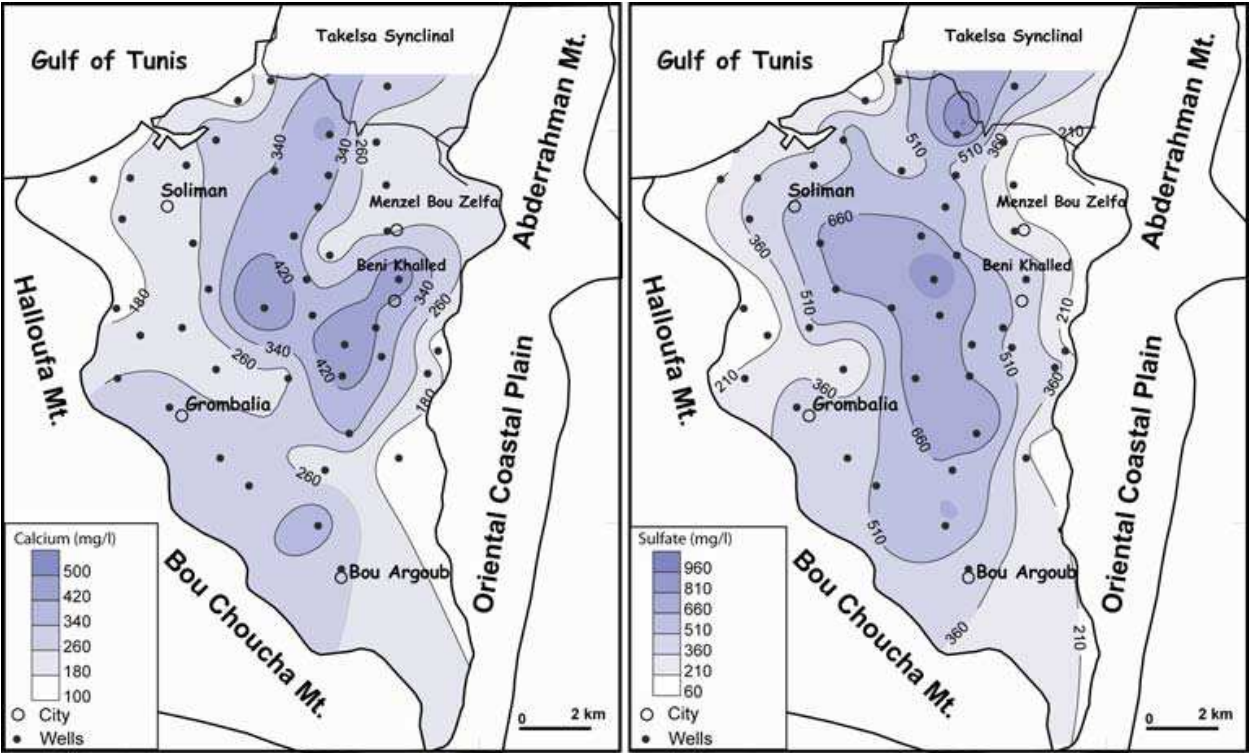 Takelsa Synclinal
Gulf of Tunis
Abderrahman Mt.
340
340
260
Soliman
Menzel Bou Zelfa
420
Beni Khalled
180
340
260
Halloufa Mt.
260
340
420
180
Grombalia
260
Oriental Coastal Plain
Calcium (mg/l)
500
420
340
260
180
100
City
Wells
Bou Argoub
Bou Choucha Mt.
0 2 km
Takelsa Synclinal
Gulf of Tunis
Abderrahman Mt.
510
510
360
210
Soliman
Menzel Bou Zelfa
660
360
Beni Khalled
510
210
Halloufa Mt.
510
210
360
360
Grombalia
660
Oriental Coastal Plain
510
Sulfate (mg/l)
960
810
660
510
360
210
60
City
Wells
Bou Argoub
360
210
Bou Choucha Mt.
0 2 km